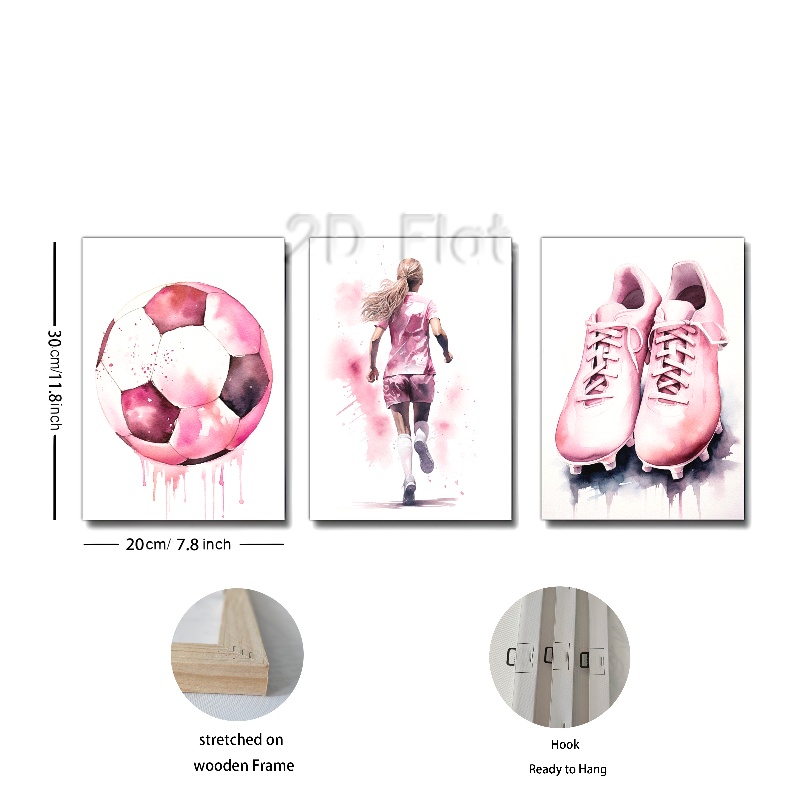 2D Flat
30cm/11.8inch
20cm/ 7.8 inch
stretched on
wooden Frame
Hook
Ready to Hang